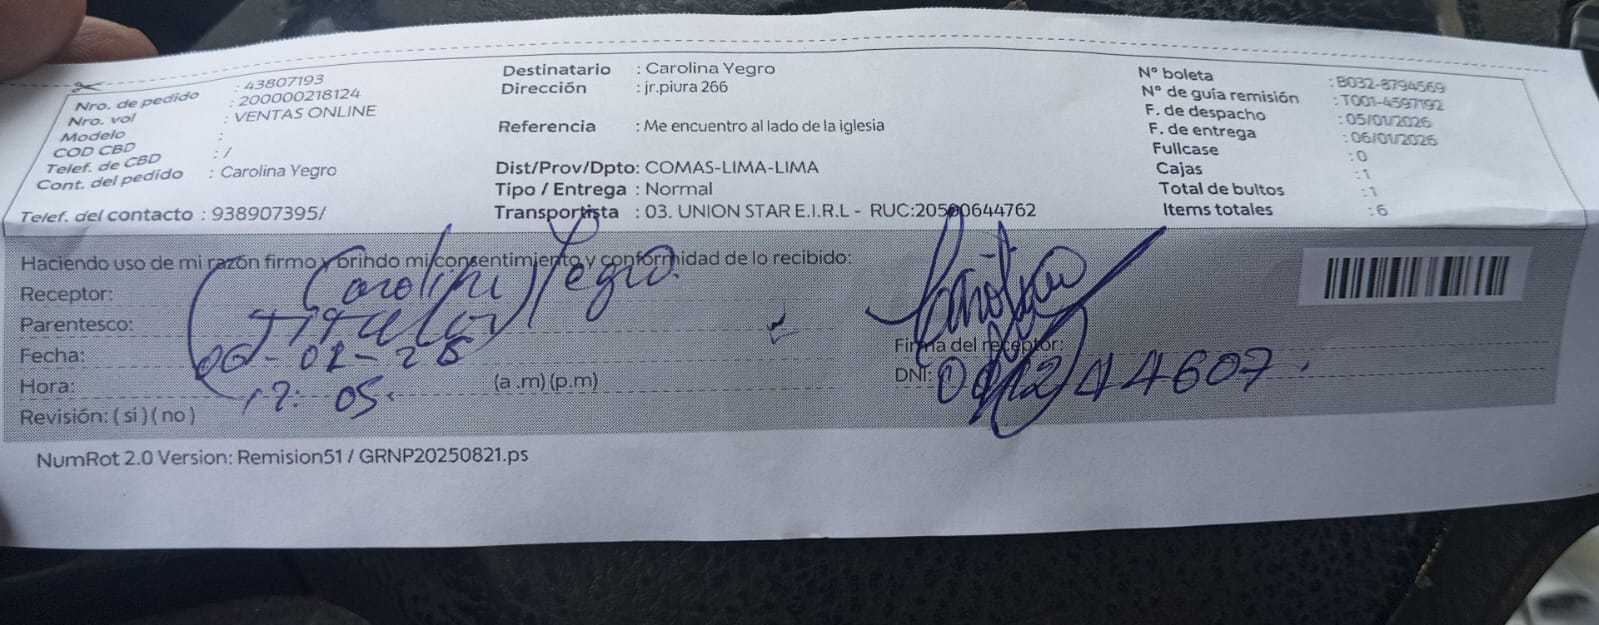 Nro. de pedido : 43807193
Nro. vol : 200000218124
Modelo : VENTAS ONLINE
COD CBD :
Telef. de CBD : /
Cont. del pedido : Carolina Yegro
Telef. del contacto : 938907395/
Destinatario : Carolina Yegro
Dirección : jr.piura 266
Referencia : Me encuentro al lado de la iglesia
Dist/Prov/Dpto: COMAS-LIMA-LIMA
Tipo / Entrega : Normal
Transportista : 03. UNION STAR E.I.R.L - RUC:20500644762
N° boleta : B032-8794569
N° de guía remisión : T001-4597192
F. de despacho : 05/01/2026
F. de entrega : 06/01/2026
Fullcase : 0
Cajas : 1
Total de bultos : 1
Items totales : 6
Haciendo uso de mi razón firmo y brindo mi consentimiento y conformidad de lo recibido:
Receptor: Carolina Yegro.
Parentesco: Titular
Fecha:
Hora: 05.
(a .m) (p.m)
Revisión: ( si ) ( no )
Carolina
Firma del receptor:
DNI:
NumRot 2.0 Version: Remision51 / GRNP20250821.ps